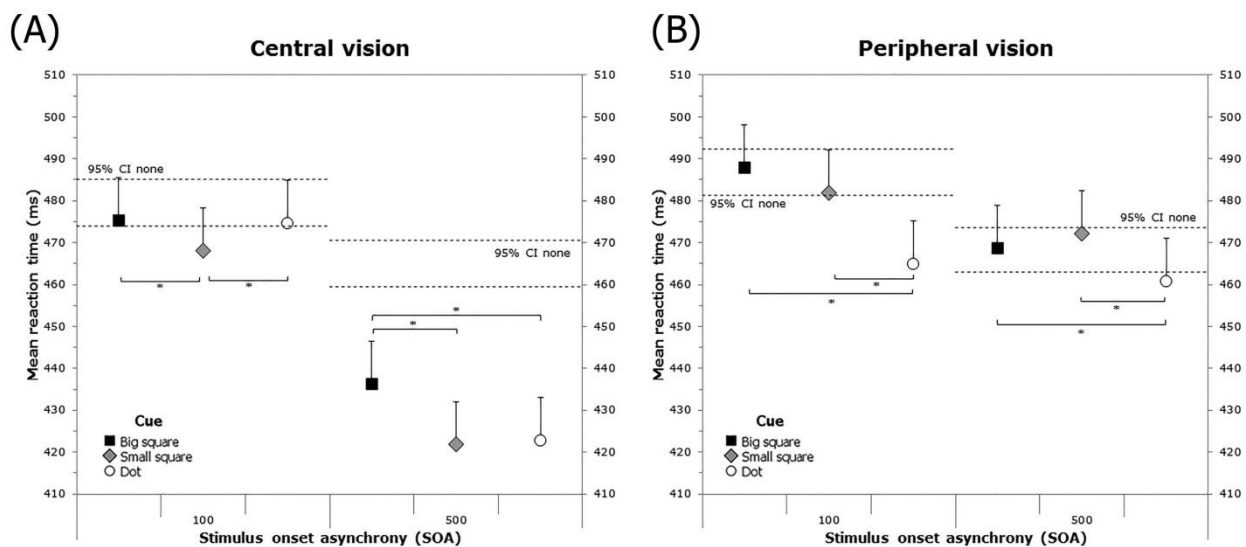 (A)
Central vision
Mean reaction time (ms)
510
500
490
480
470
460
450
440
430
420
410
510
500
490
480
470
460
450
440
430
420
410
95% CI none
95% CI none
*
*
*
*
Cue
Big square
Small square
Dot
100
500
Stimulus onset asynchrony (SOA)
(B)
Peripheral vision
Mean reaction time (ms)
510
500
490
480
470
460
450
440
430
420
410
510
500
490
480
470
460
450
440
430
420
410
95% CI none
95% CI none
*
*
*
*
Cue
Big square
Small square
Dot
100
500
Stimulus onset asynchrony (SOA)